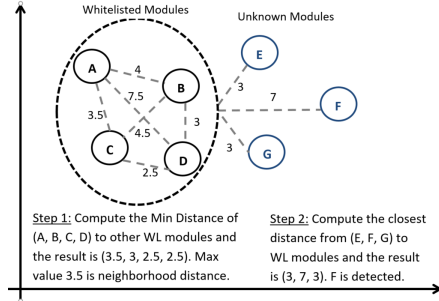 Whitelisted Modules
Unknown Modules
A
4
B
E
3
7.5
7
F
3.5
4.5
3
3
C
D
G
2.5
Step 1: Compute the Min Distance of
(A, B, C, D) to other WL modules and
the result is (3.5, 3, 2.5, 2.5). Max
value 3.5 is neighborhood distance.
Step 2: Compute the closest
distance from (E, F, G) to
WL modules and the result
is (3, 7, 3). F is detected.